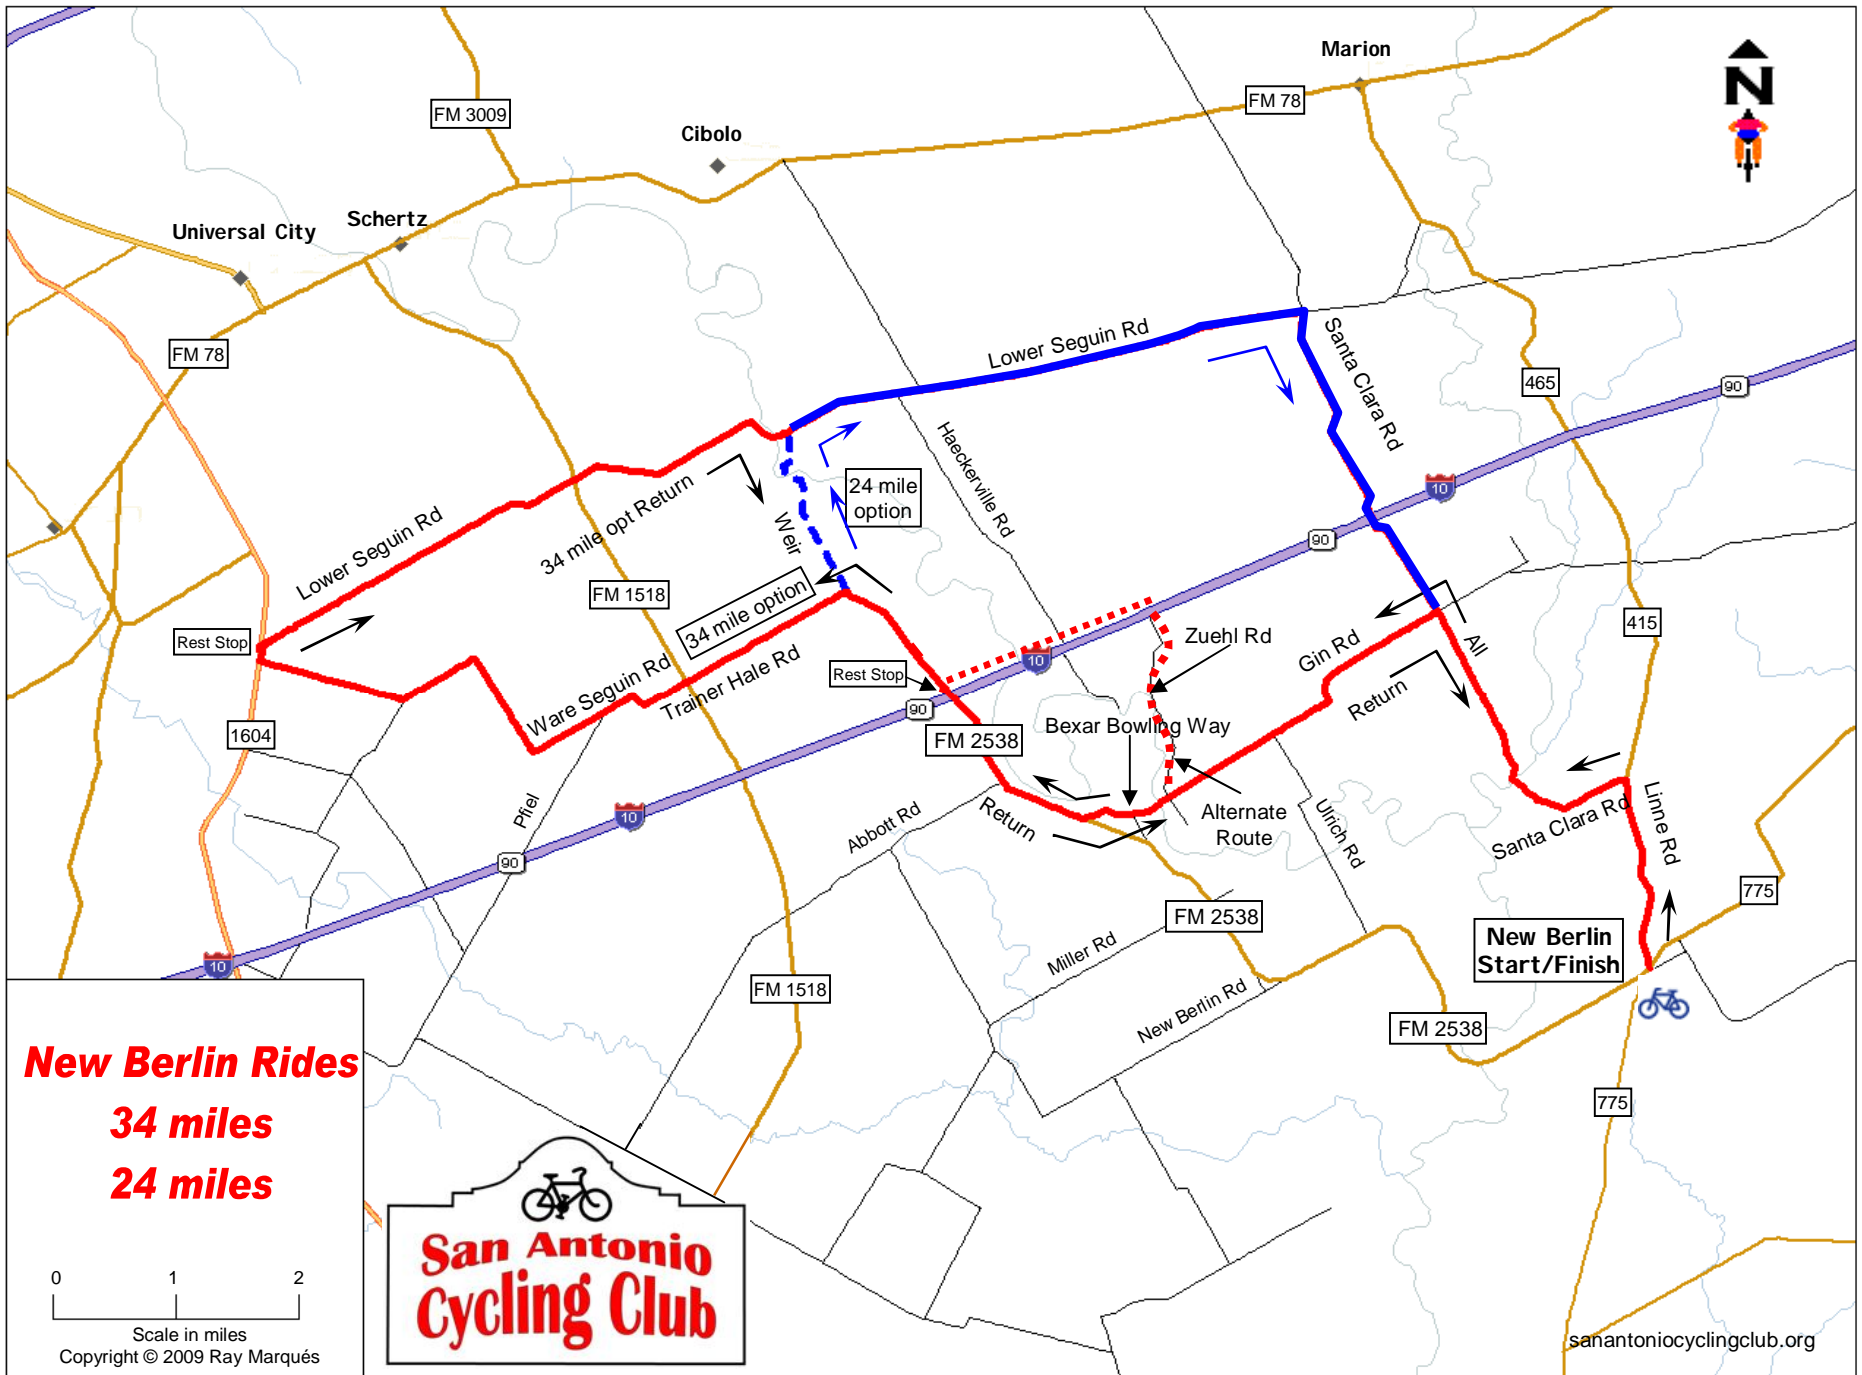 Marion
N
FM 78
FM 3009
Cibolo
Schertz
Universal City
FM 78
Lower Seguin Rd
Santa Clara Rd
465
90
10
Haeckerville Rd
24 mile
option
34 mile opt Return
Weir
Lower Seguin Rd
90
FM 1518
34 mile option
415
Rest Stop
Zuehl Rd
Gin Rd
All
10
Rest Stop
Ware Seguin Rd
Trainer Hale Rd
Return
90
1604
FM 2538
Bexar Bowling Way
Pfiel
10
Abbott Rd
Return
Alternate
Route
Ulrich Rd
Santa Clara Rd
Linne Rd
90
775
FM 2538
New Berlin
Start/Finish
Miller Rd
10
FM 1518
New Berlin Rd
FM 2538
775
New Berlin Rides
34 miles
24 miles
San Antonio
Cycling Club
0 1 2
Scale in miles
Copyright © 2009 Ray Marqués
sanantoniocyclingclub.org